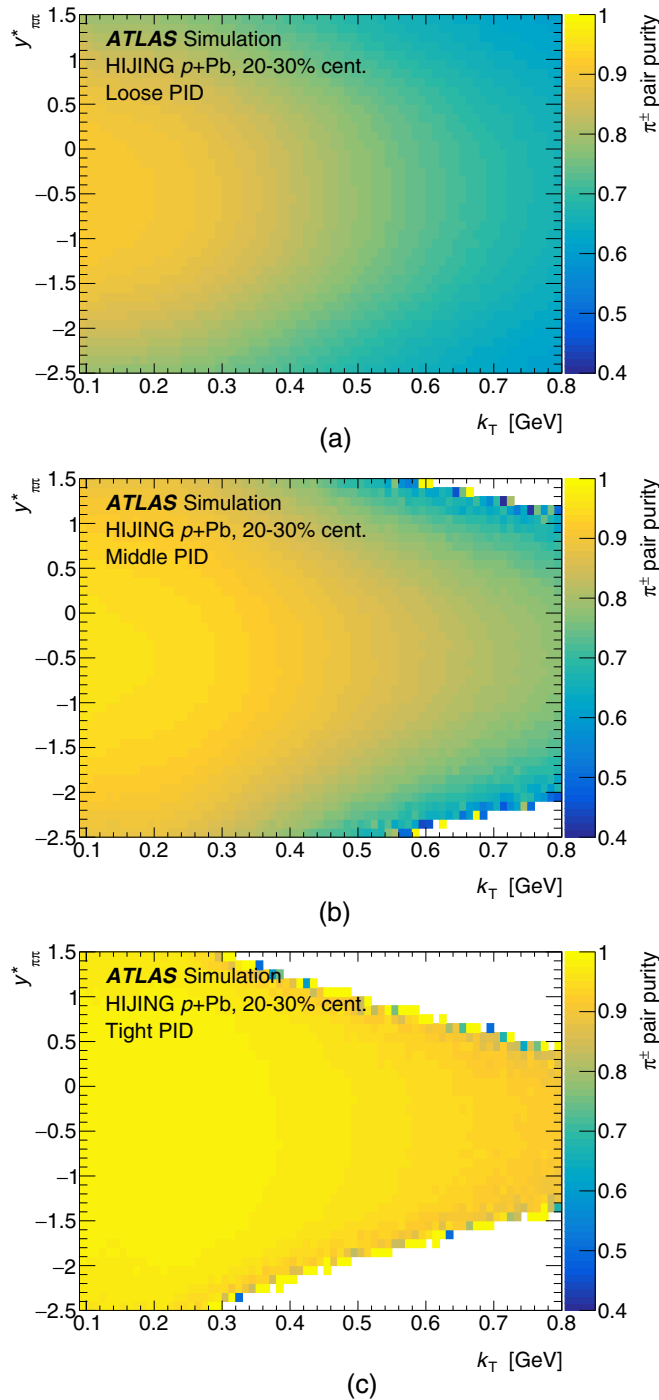 y*ππ
1.5
1
0.5
0
−0.5
−1
−1.5
−2
−2.5
ATLAS Simulation
HIJING p+Pb, 20-30% cent.
Loose PID
0.1 0.2 0.3 0.4 0.5 0.6 0.7 0.8
kT [GeV]
1
0.9
0.8
0.7
0.6
0.5
0.4
π± pair purity
(a)
y*ππ
1.5
1
0.5
0
−0.5
−1
−1.5
−2
−2.5
ATLAS Simulation
HIJING p+Pb, 20-30% cent.
Middle PID
0.1 0.2 0.3 0.4 0.5 0.6 0.7 0.8
kT [GeV]
1
0.9
0.8
0.7
0.6
0.5
0.4
π± pair purity
(b)
y*ππ
1.5
1
0.5
0
−0.5
−1
−1.5
−2
−2.5
ATLAS Simulation
HIJING p+Pb, 20-30% cent.
Tight PID
0.1 0.2 0.3 0.4 0.5 0.6 0.7 0.8
kT [GeV]
1
0.9
0.8
0.7
0.6
0.5
0.4
π± pair purity
(c)